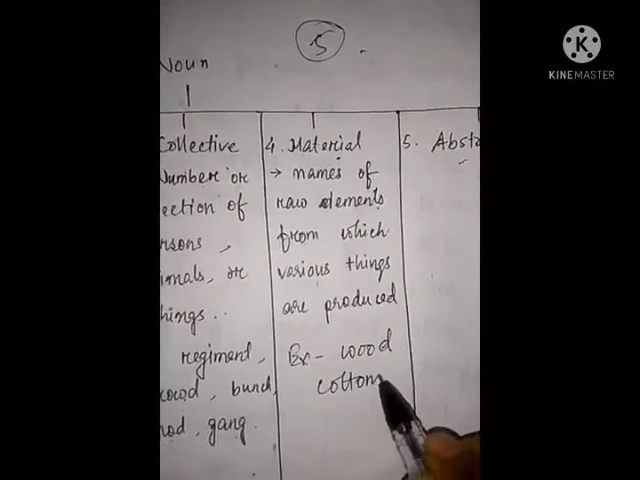 5
Noun
Collective
Number or
ection of
rsons,
imals, or
hings..
regiment,
crowd, bunch,
gang.
4. Material
→ names of
raw elements
from which
various things
are produced
Ex - wood
cotton
5. Abst
K
KINEMASTER